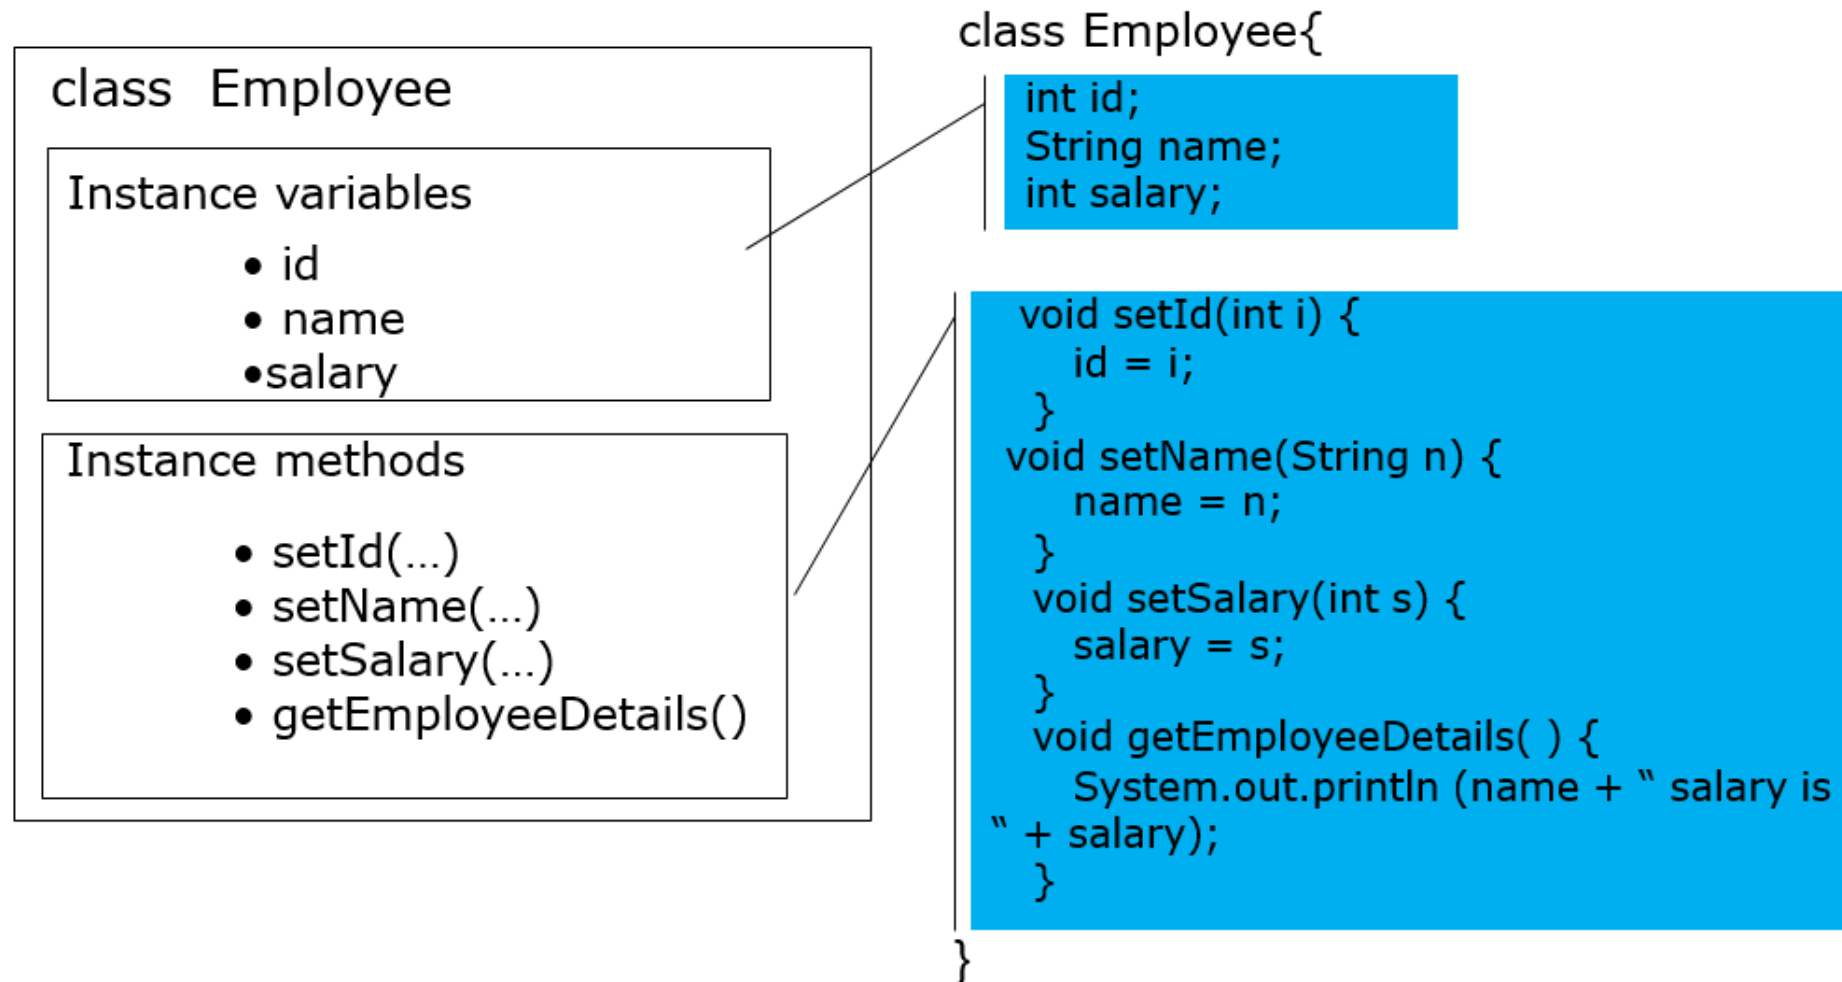 class Employee
Instance variables
• id
• name
•salary
Instance methods
• setId(...)
• setName(...)
• setSalary(...)
• getEmployeeDetails()
class Employee{
int id;
String name;
int salary;
void setId(int i) {
id = i;
}
void setName(String n) {
name = n;
}
void setSalary(int s) {
salary = s;
}
void getEmployeeDetails( ) {
System.out.println (name + “ salary is
“ + salary);
}
}